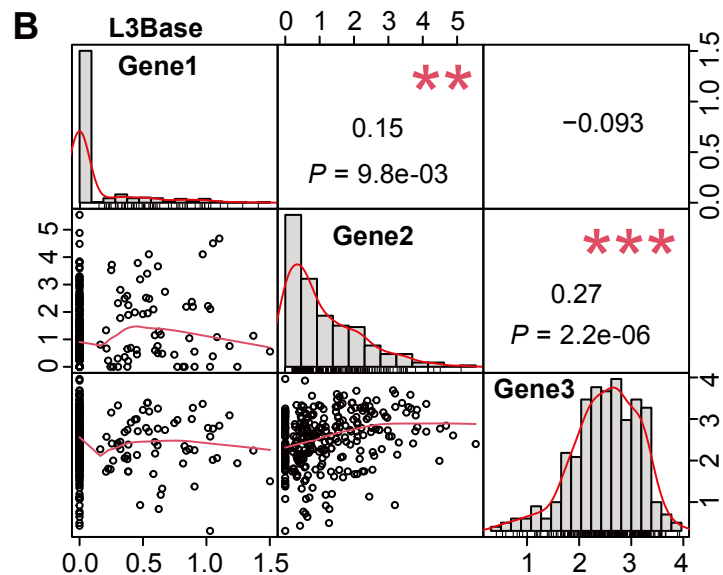 B
L3Base
0 1 2 3 4 5
Gene1
**
0.15
P = 9.8e-03
−0.093
0.0 0.5 1.0 1.5
Gene2
***
0.27
P = 2.2e-06
5
4
3
2
1
0
Gene3
1 2 3 4
0.0 0.5 1.0 1.5
1 2 3 4